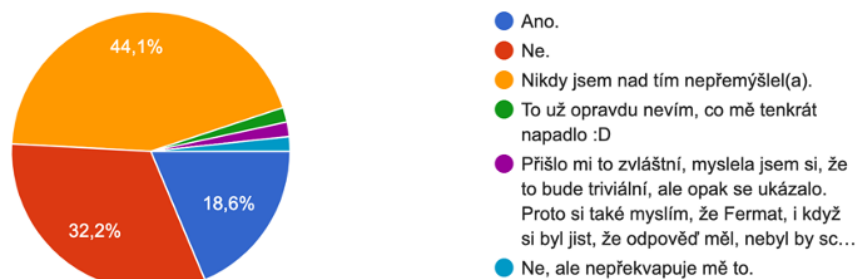 44,1%
32,2%
18,6%
Ano.
Ne.
Nikdy jsem nad tím nepřemýšlel(a).
To už opravdu nevím, co mě tenkrát
napadlo :D
Přišlo mi to zvláštní, myslela jsem si, že
to bude triviální, ale opak se ukázalo.
Proto si také myslím, že Fermat, i když
si byl jist, že odpověď měl, nebyl by sc…
Ne, ale nepřekvapuje mě to.